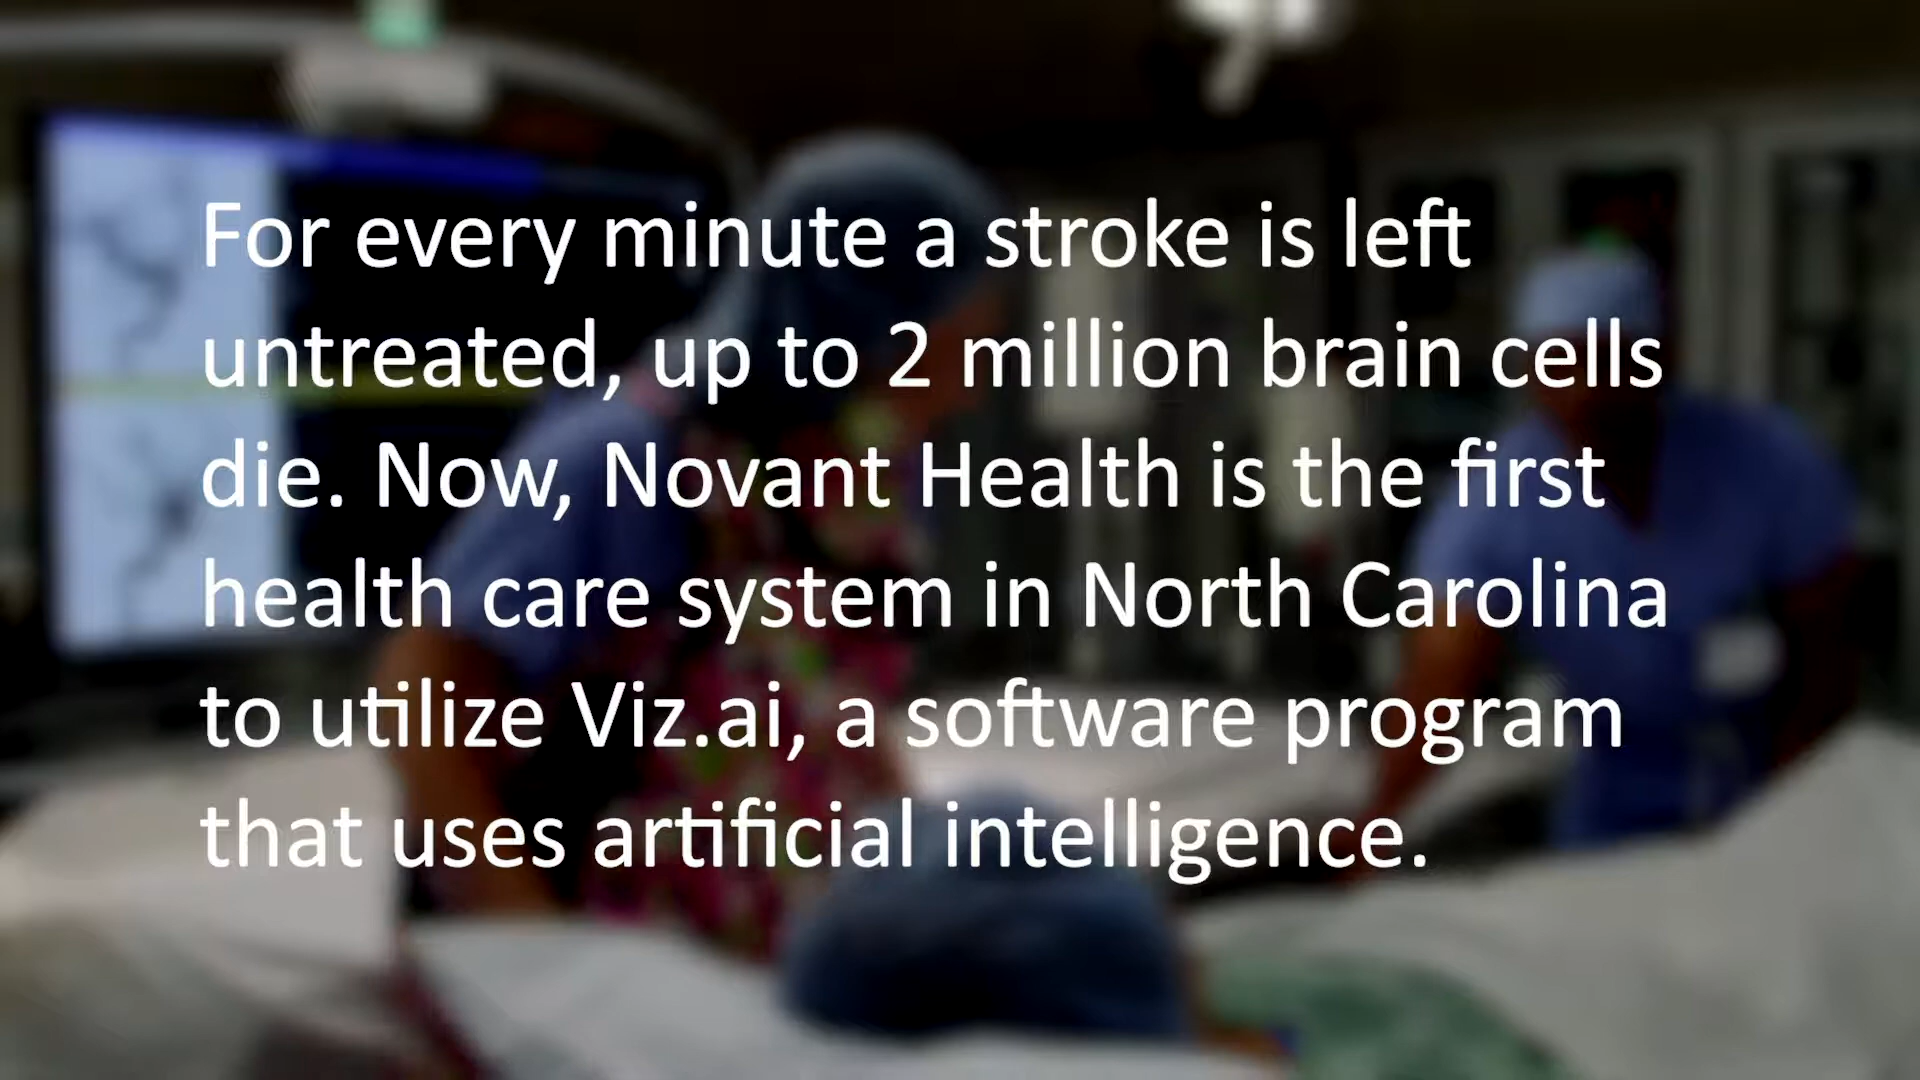 For every minute a stroke is left
untreated, up to 2 million brain cells
die. Now, Novant Health is the first
health care system in North Carolina
to utilize Viz.ai, a software program
that uses artificial intelligence.